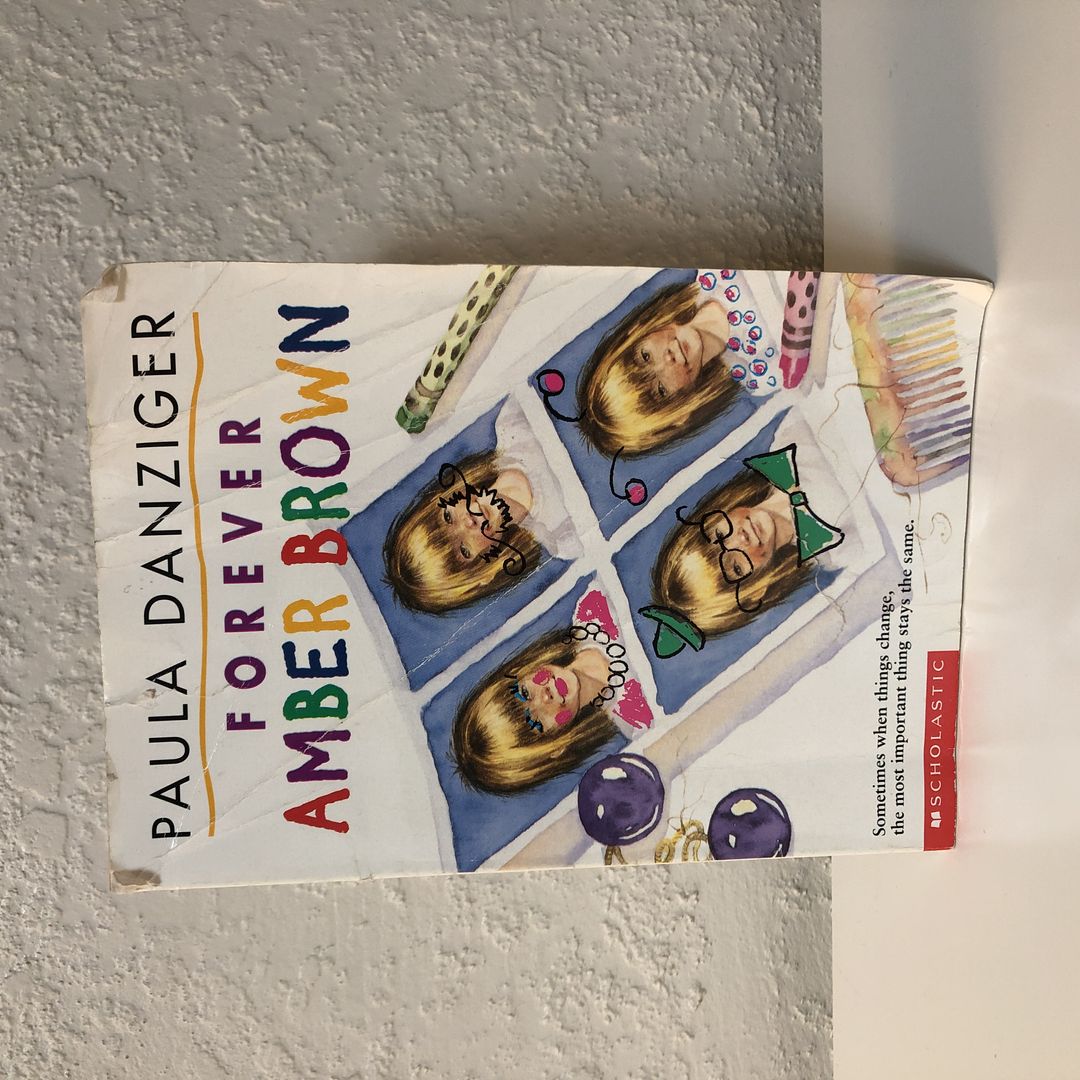 PAULA DANZIGER
FOREVER
AMBER BROWN
Sometimes when things change,
the most important thing stays the same.
SCHOLASTIC